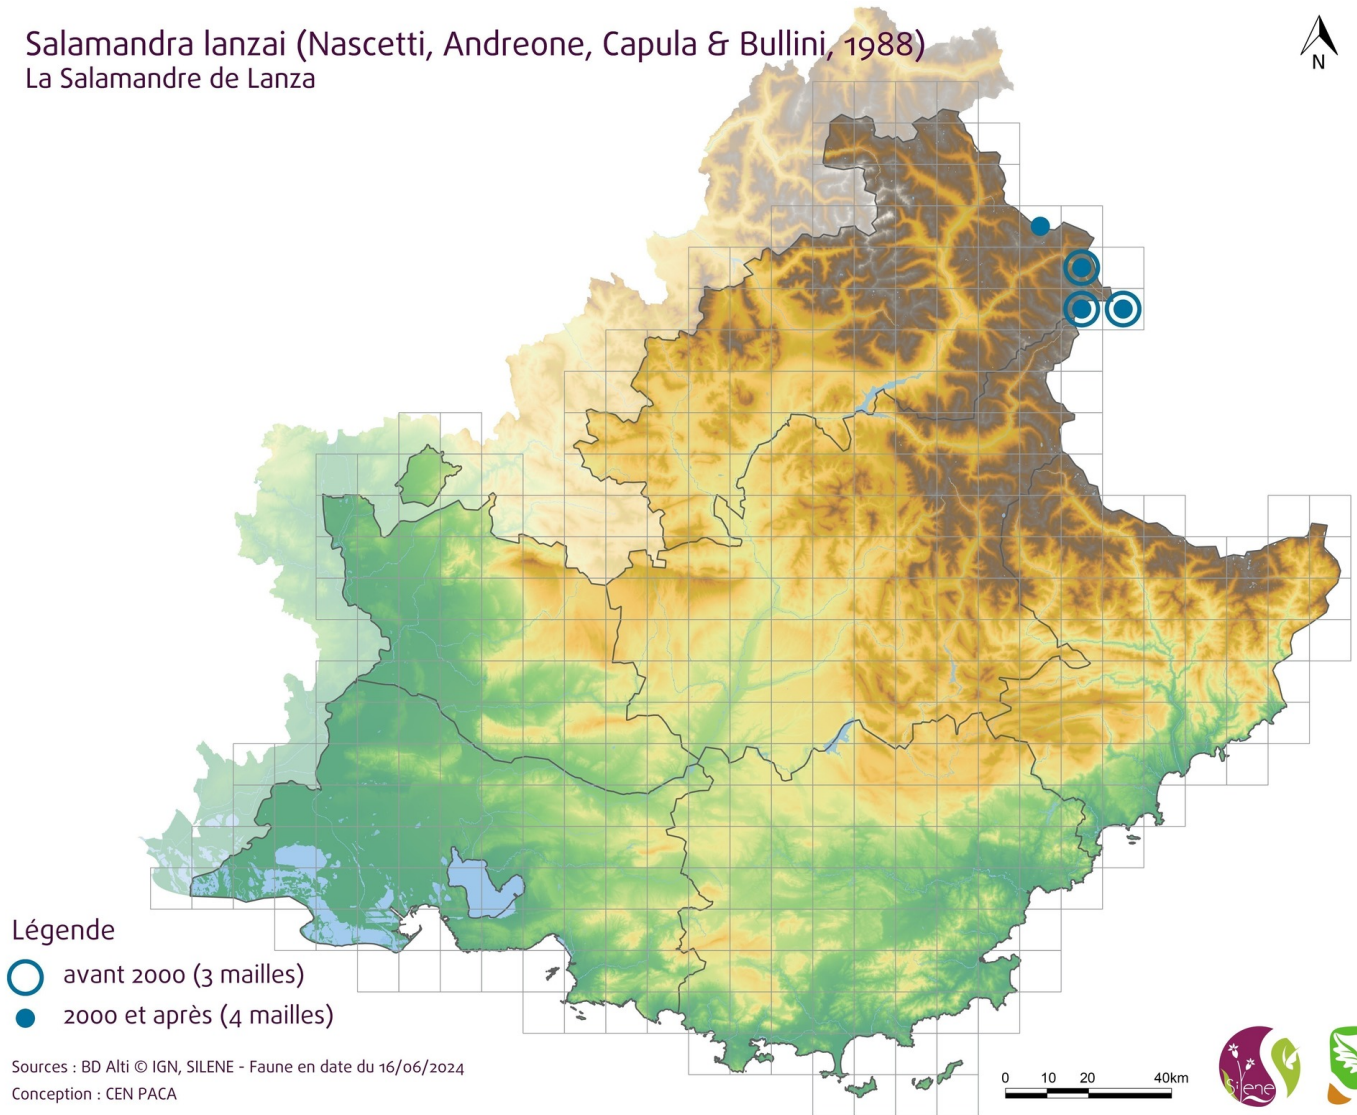 Salamandra lanzai (Nascetti, Andreone, Capula & Bullini, 1988)
La Salamandre de Lanza
N
Légende
avant 2000 (3 mailles)
2000 et après (4 mailles)
Sources : BD Alti © IGN, SILENE - Faune en date du 16/06/2024
Conception : CEN PACA
0 10 20 40km
Silene